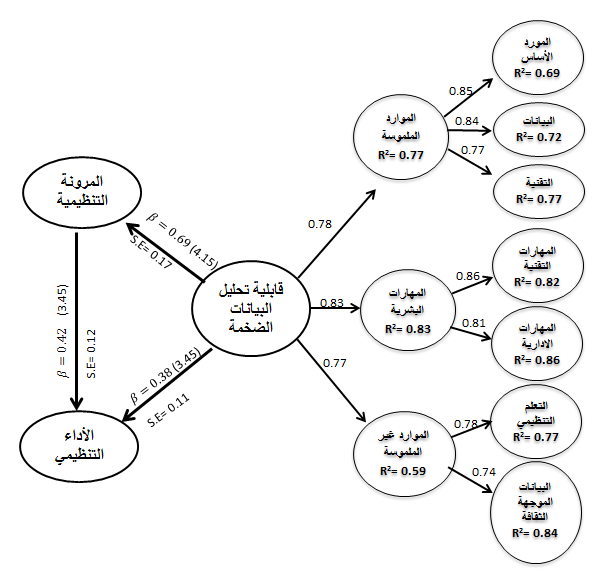 المورد
الأساس
R²= 0.69
0.85
البيانات
R²= 0.72
0.84
التقنية
R²= 0.77
0.77
الموارد
الملموسة
R²= 0.77
0.78
المهارات
التقنية
R²= 0.82
0.86
المهارات
الادارية
R²= 0.86
0.81
المهارات
البشرية
R²= 0.83
0.83
التعلم
التنظيمي
R²= 0.77
0.78
البيانات
الموجهة
الثقافة
R²= 0.84
0.74
الموارد غير
الملموسة
R²= 0.59
0.77
قابلية تحليل
البيانات
الضخمة
β = 0.69 (4.15)
S.E= 0.17
المرونة
التنظيمية
β = 0.42 (3.45)
S.E= 0.12
β = 0.38 (3.45)
S.E= 0.11
الأداء
التنظيمي